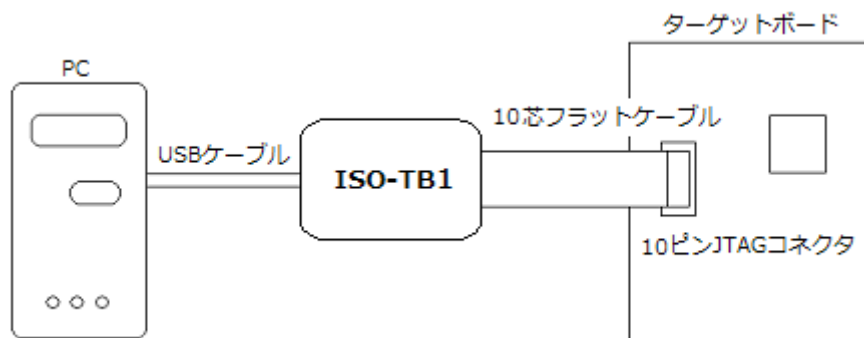 ターゲットボード
PC
10芯フラットケーブル
USBケーブル
ISO-TB1
10ピンJTAGコネクタ